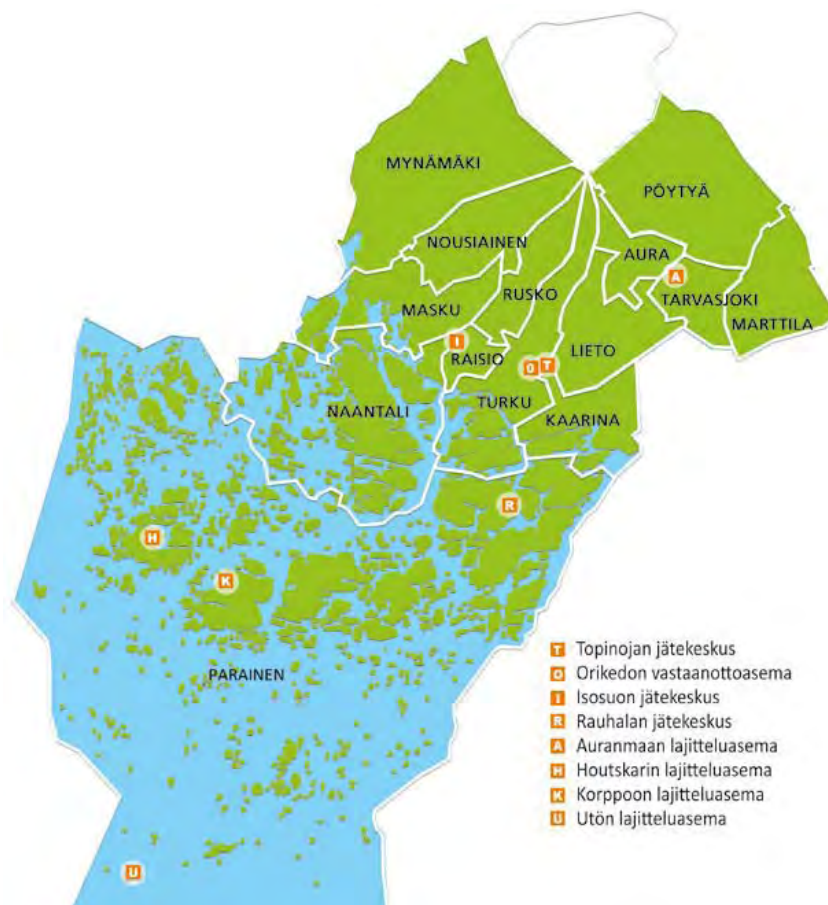 MYNÄMÄKI
PÖYTYÄ
NOUSIAINEN
AURA
A
RUSKO
TARVASJOKI
MASKU
MARTTILA
I
RAISIO
LIETO
O T
TURKU
NAANTALI
KAARINA
R
H
K
PARAINEN
U
T Topinojan jätekeskus
O Orikedon vastaanottoasema
I Isosuon jätekeskus
R Rauhalan jätekeskus
A Auranmaan lajitteluasema
H Houtskarin lajitteluasema
K Korppoon lajitteluasema
U Utön lajitteluasema